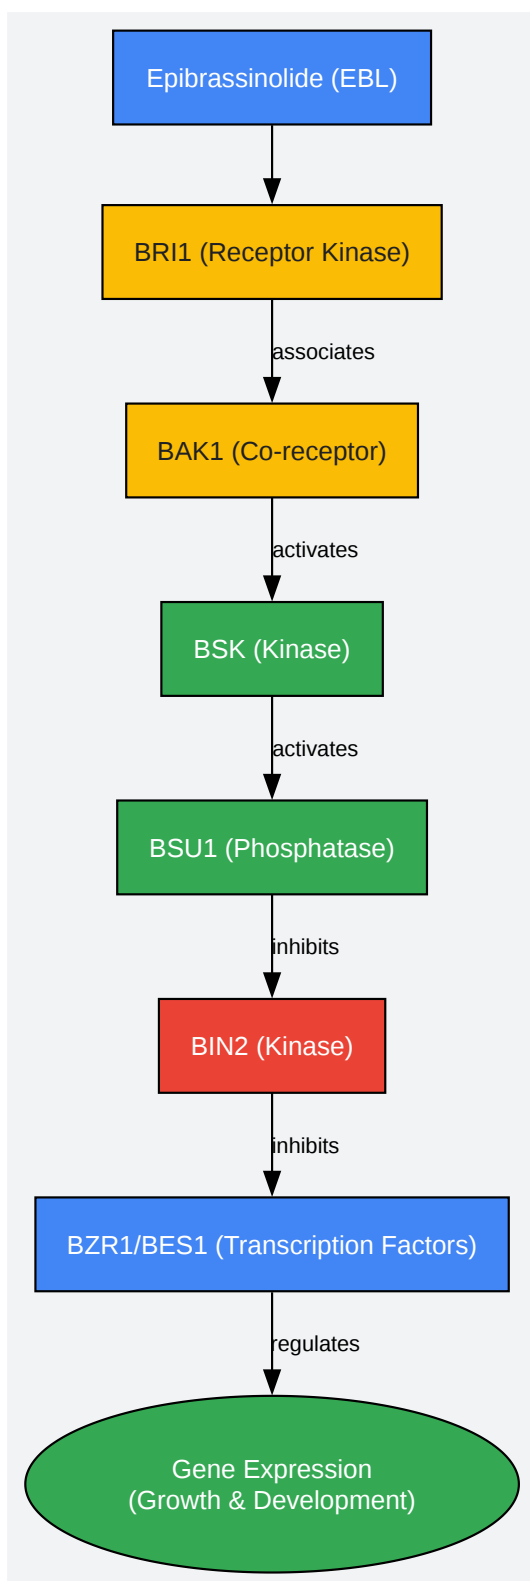 Epibrassinolide (EBL)
BRI1 (Receptor Kinase)
associates
BAK1 (Co-receptor)
activates
BSK (Kinase)
activates
BSU1 (Phosphatase)
inhibits
BIN2 (Kinase)
inhibits
BZR1/BES1 (Transcription Factors)
regulates
Gene Expression
(Growth & Development)